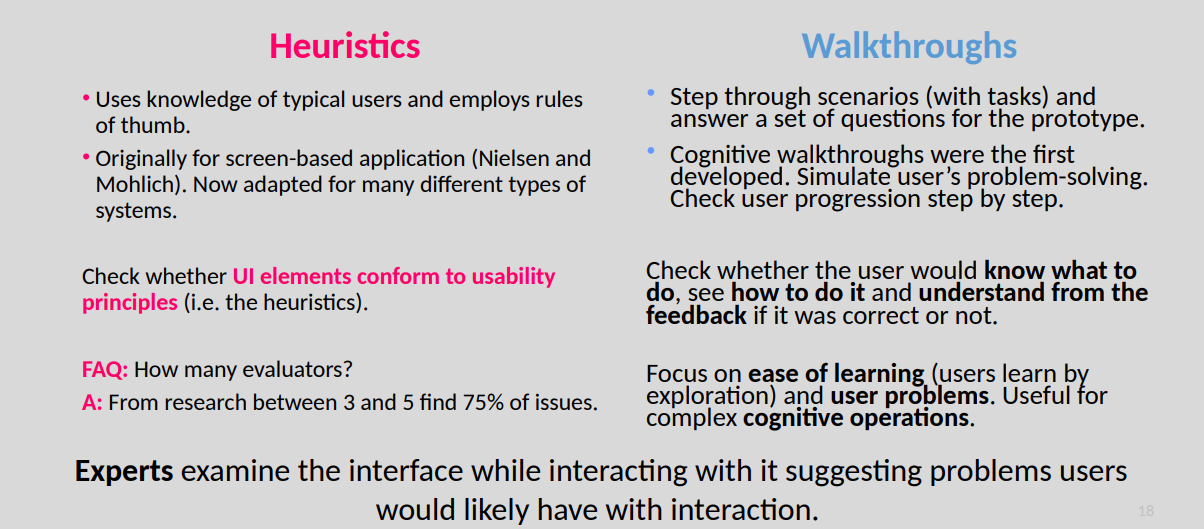 Heuristics
• Uses knowledge of typical users and employs rules
of thumb.
• Originally for screen-based application (Nielsen and
Mohlich). Now adapted for many different types of
systems.
Check whether UI elements conform to usability
principles (i.e. the heuristics).
FAQ: How many evaluators?
A: From research between 3 and 5 find 75% of issues.
Walkthroughs
• Step through scenarios (with tasks) and
answer a set of questions for the prototype.
• Cognitive walkthroughs were the first
developed. Simulate user’s problem-solving.
Check user progression step by step.
Check whether the user would know what to
do, see how to do it and understand from the
feedback if it was correct or not.
Focus on ease of learning (users learn by
exploration) and user problems. Useful for
complex cognitive operations.
Experts examine the interface while interacting with it suggesting problems users
would likely have with interaction.
18